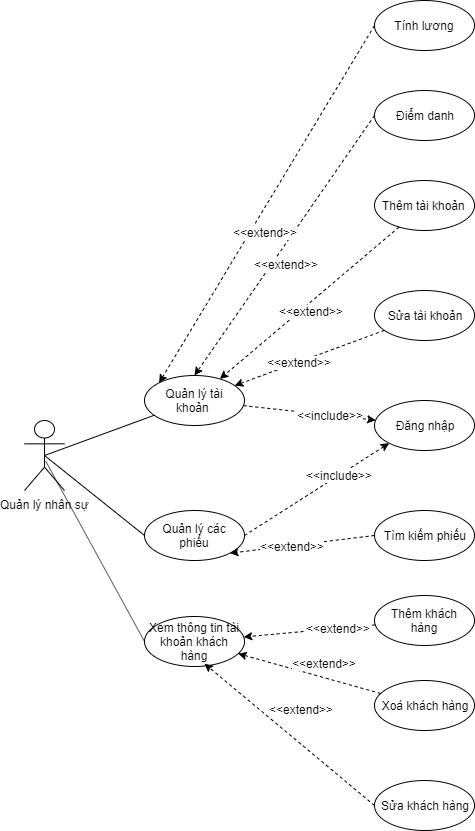 Tính lương
Điểm danh
Thêm tài khoản
<<extend>>
<<extend>>
<<extend>>
Sửa tài khoản
<<extend>>
Quản lý tài
khoản
<<include>>
Đăng nhập
<<include>>
Quản lý nhân sự
Quản lý các
phiếu
<<extend>>
Tìm kiếm phiếu
Xem thông tin tài
khoản khách
hàng
<<extend>>
Thêm khách
hàng
<<extend>>
Xoá khách hàng
<<extend>>
Sửa khách hàng